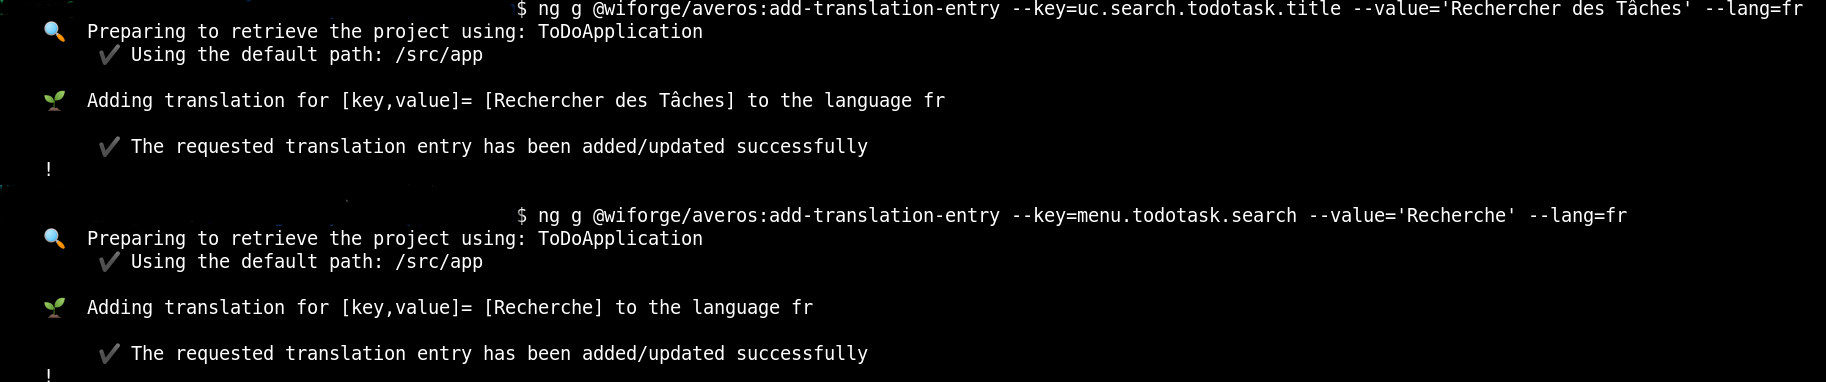 $ ng g @wiforge/averos:add-translation-entry --key=uc.search.todotask.title --value='Rechercher des Tâches' --lang=fr
🔍 Preparing to retrieve the project using: ToDoApplication
✔ Using the default path: /src/app
🌱 Adding translation for [key,value]= [Rechercher des Tâches] to the language fr
✔ The requested translation entry has been added/updated successfully
!
$ ng g @wiforge/averos:add-translation-entry --key=menu.todotask.search --value='Recherche' --lang=fr
🔍 Preparing to retrieve the project using: ToDoApplication
✔ Using the default path: /src/app
🌱 Adding translation for [key,value]= [Recherche] to the language fr
✔ The requested translation entry has been added/updated successfully
!